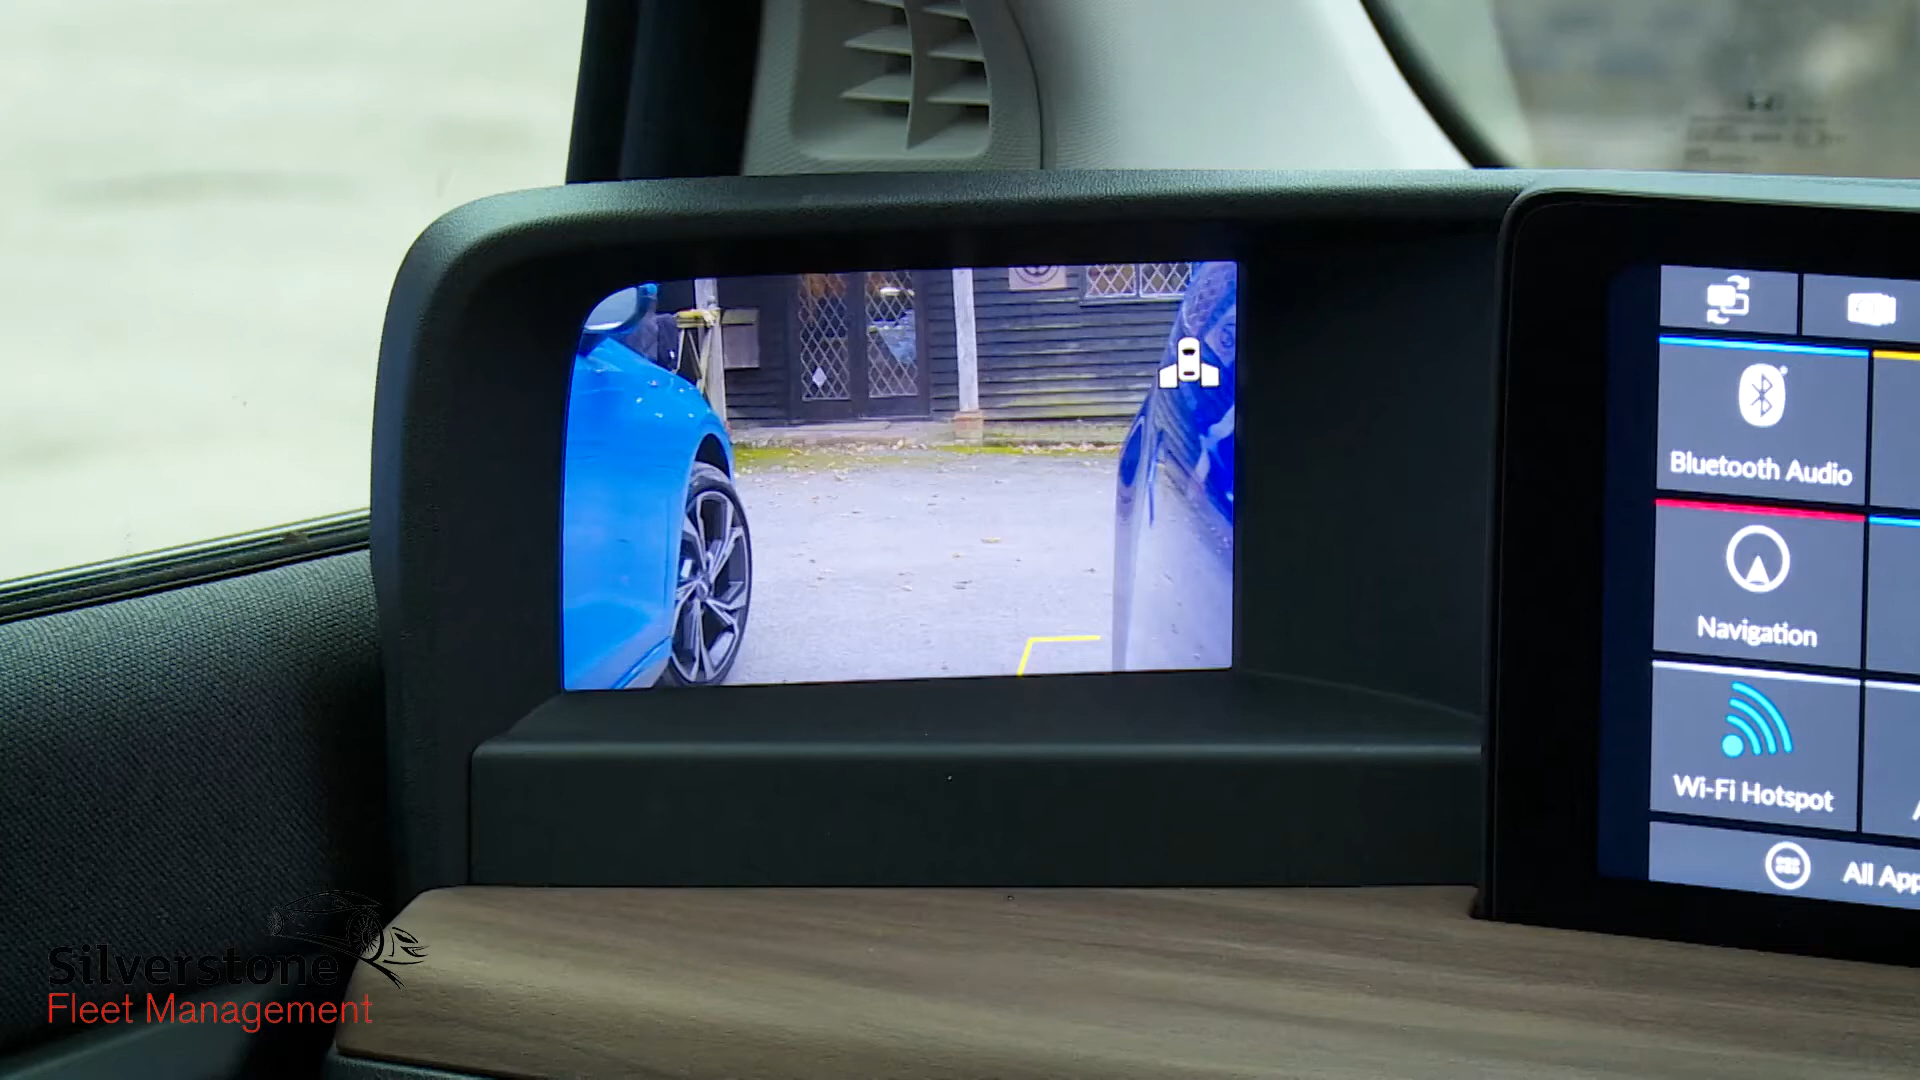 Bluetooth Audio
Navigation
Wi-Fi Hotspot
All App
Silverstone
Fleet Management